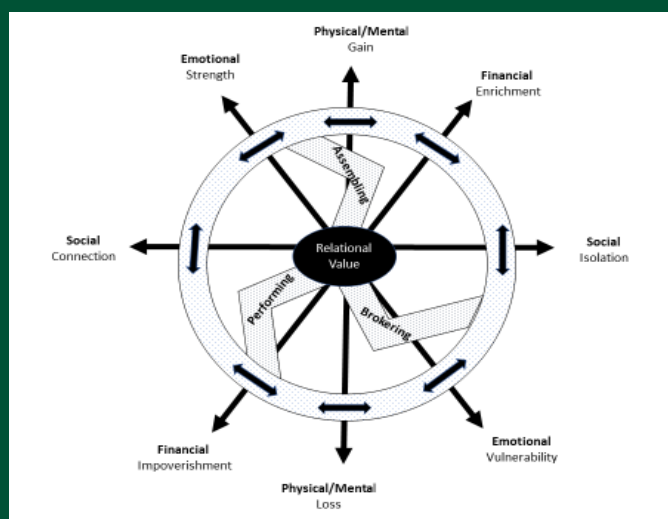 Physical/Mental
Gain
Emotional
Strength
Financial
Enrichment
Assembling
Social
Connection
Relational
Value
Social
Isolation
Performing
Brokering
Financial
Impoverishment
Emotional
Vulnerability
Physical/Mental
Loss